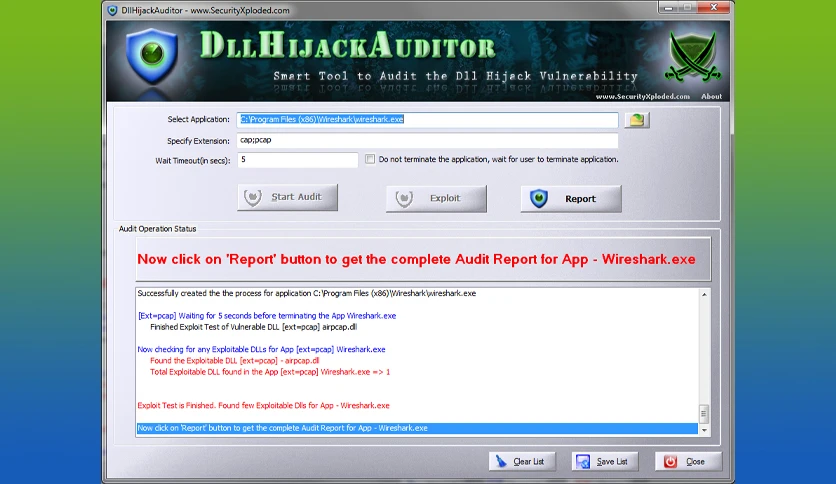 DllHijackAuditor - www.SecurityXploded.com
DllHijackAuditor
Smart Tool to Audit the Dll Hijack Vulnerability
www.SecurityXploded.com About
Select Application: C:\Program Files (x86)\Wireshark\wireshark.exe
Specify Extension: cap;pcap
Wait Timeout(in secs): 5 Do not terminate the application, wait for user to terminate application.
Start Audit Exploit Report
Audit Operation Status
Now click on 'Report' button to get the complete Audit Report for App - Wireshark.exe
Successfully created the the process for application C:\Program Files (x86)\Wireshark\wireshark.exe
[Ext=pcap] Waiting for 5 seconds before terminating the App Wireshark.exe
Finished Exploit Test of Vulnerable DLL [ext=pcap] airpcap.dll
Now checking for any Exploitable DLLs for App [ext=pcap] Wireshark.exe
Found the Exploitable DLL [ext=pcap] - airpcap.dll
Total Exploitable DLL found in the App [ext=pcap] Wireshark.exe => 1
Exploit Test is Finished. Found few Exploitable Dlls for App - Wireshark.exe
Now click on 'Report' button to get the complete Audit Report for App - Wireshark.exe
Clear List Save List Close